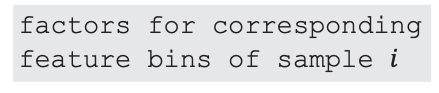 factors for corresponding
feature bins of sample i